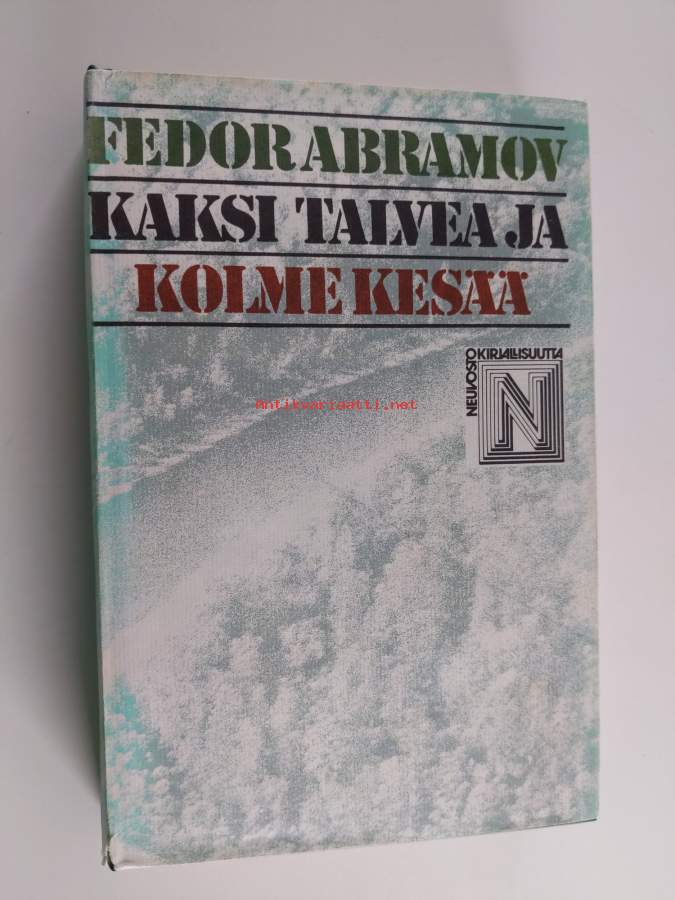 FEDOR ABRAMOV
KAKSI TALVEA JA
KOLME KESÄÄ
NEUVOSTO
KIRJALLISUUTTA
N
Antikvariaatti.net